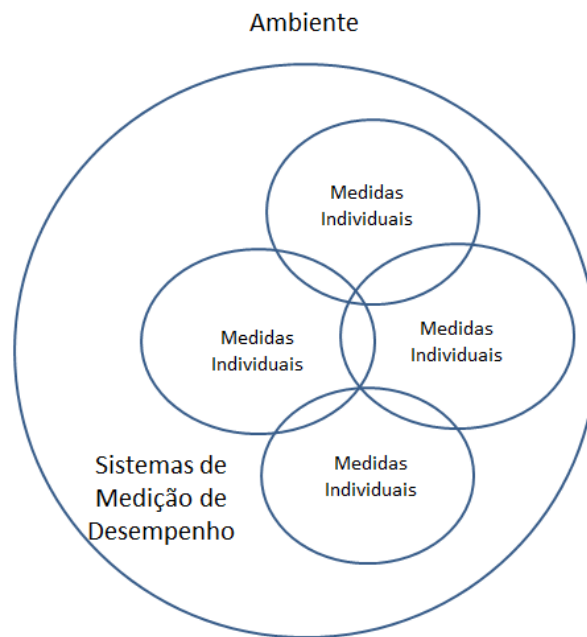 Ambiente
Medidas
Individuais
Medidas
Individuais
Medidas
Individuais
Medidas
Individuais
Sistemas de
Medição de
Desempenho